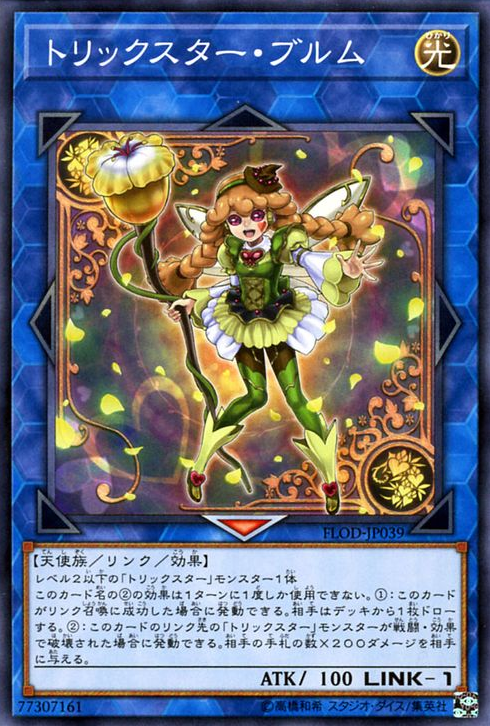 トリックスター・ブルム
光
FLOD-JP039
【天使族／リンク／効果】
レベル2以下の「トリックスター」モンスター1体
このカード名の②の効果は1ターンに1度しか使用できない。①：このカード
がリンク召喚に成功した場合に発動できる。相手はデッキから1枚ドロー
する。②：このカードのリンク先の「トリックスター」モンスターが戦闘・効果
で破壊された場合に発動できる。相手の手札の数×200ダメージを相手
に与える。
ATK/ 100 LINK-1
77307161 ©高橋和希 スタジオ・ダイス/集英社